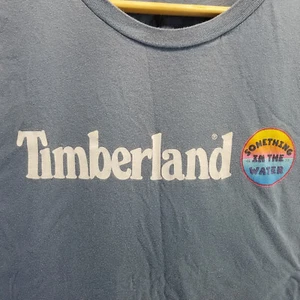 Timberland®
SOMETHING
IN THE
WATER